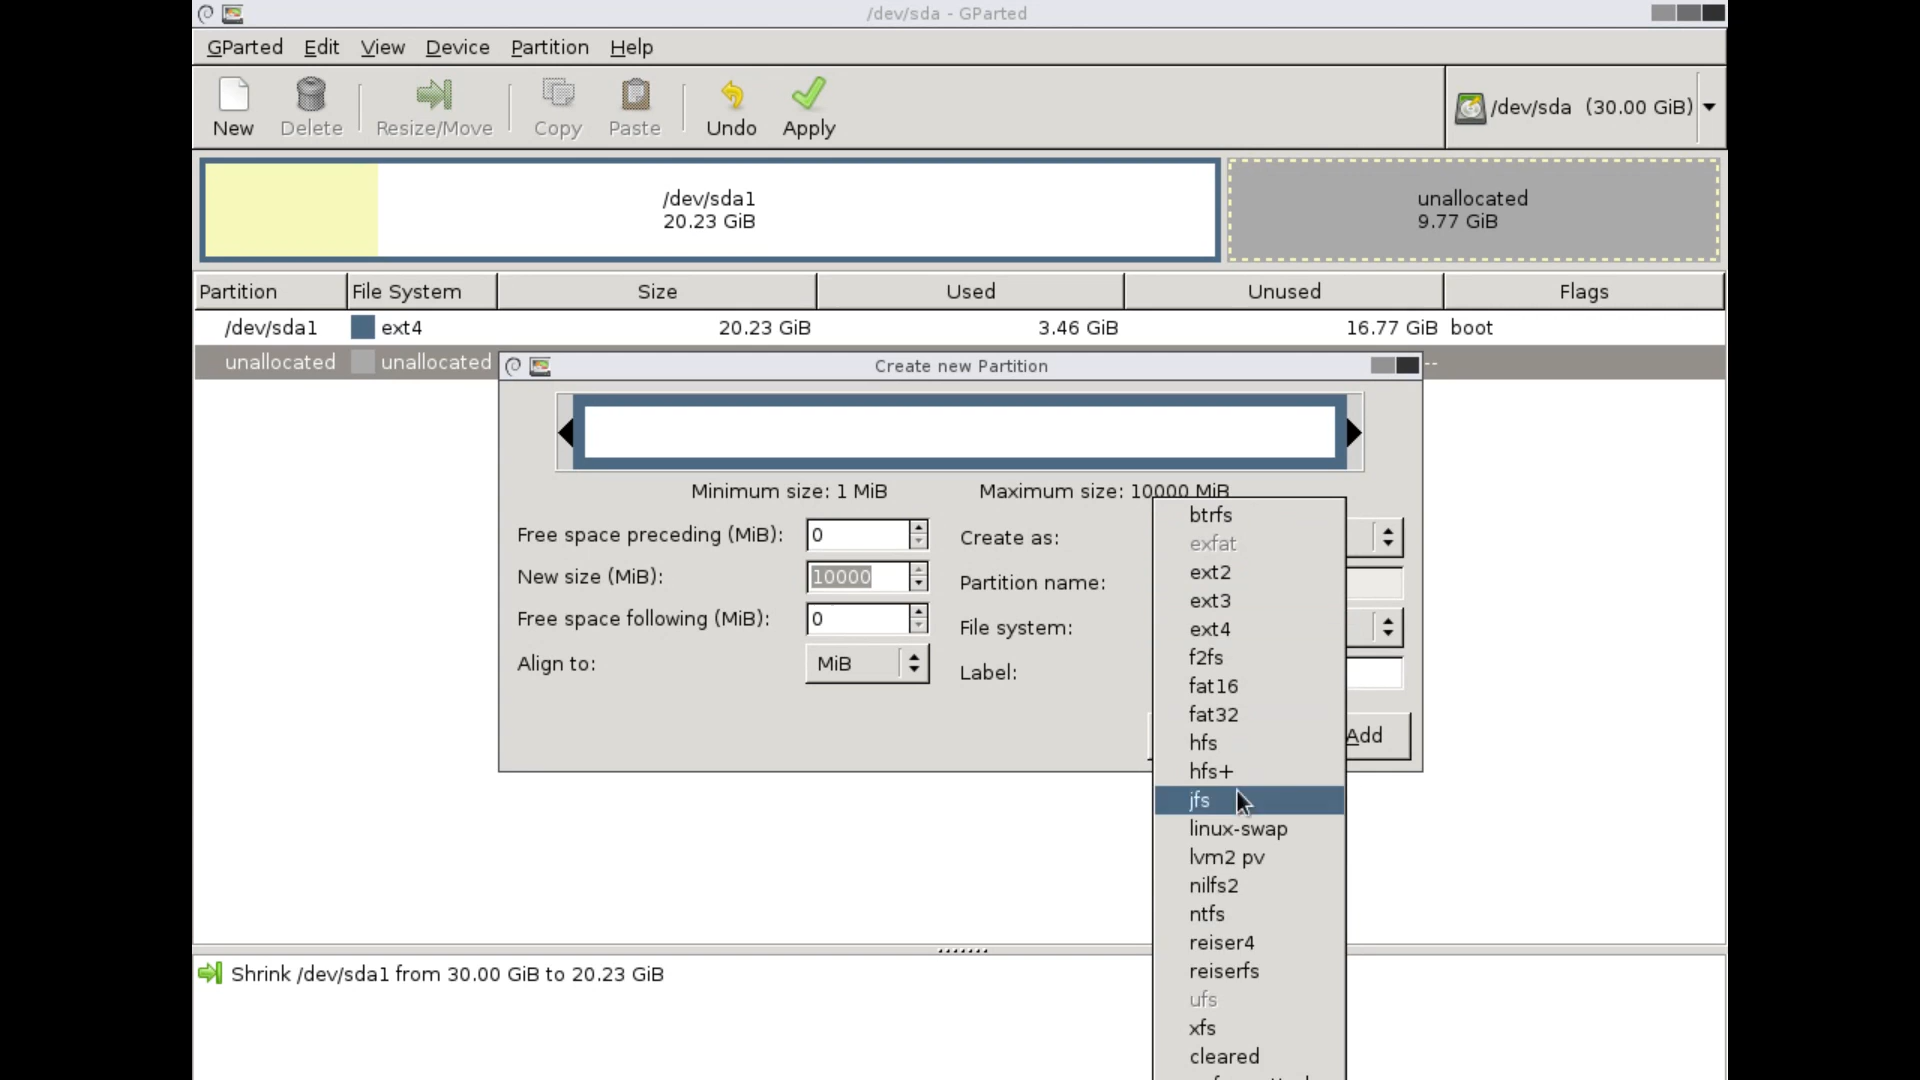 /dev/sda - GParted
GParted Edit View Device Partition Help
New Delete Resize/Move Copy Paste Undo Apply /dev/sda (30.00 GiB)
/dev/sda1
20.23 GiB
unallocated
9.77 GiB
Partition File System Size Used Unused Flags
/dev/sda1 ext4 20.23 GiB 3.46 GiB 16.77 GiB boot
unallocated unallocated --
Create new Partition
Minimum size: 1 MiB Maximum size: 10000 MiB
Free space preceding (MiB): 0
New size (MiB): 10000
Free space following (MiB): 0
Align to: MiB
Create as:
Partition name:
File system:
Label:
Add
btrfs
exfat
ext2
ext3
ext4
f2fs
fat16
fat32
hfs
hfs+
jfs
linux-swap
lvm2 pv
nilfs2
ntfs
reiser4
reiserfs
ufs
xfs
cleared
Shrink /dev/sda1 from 30.00 GiB to 20.23 GiB